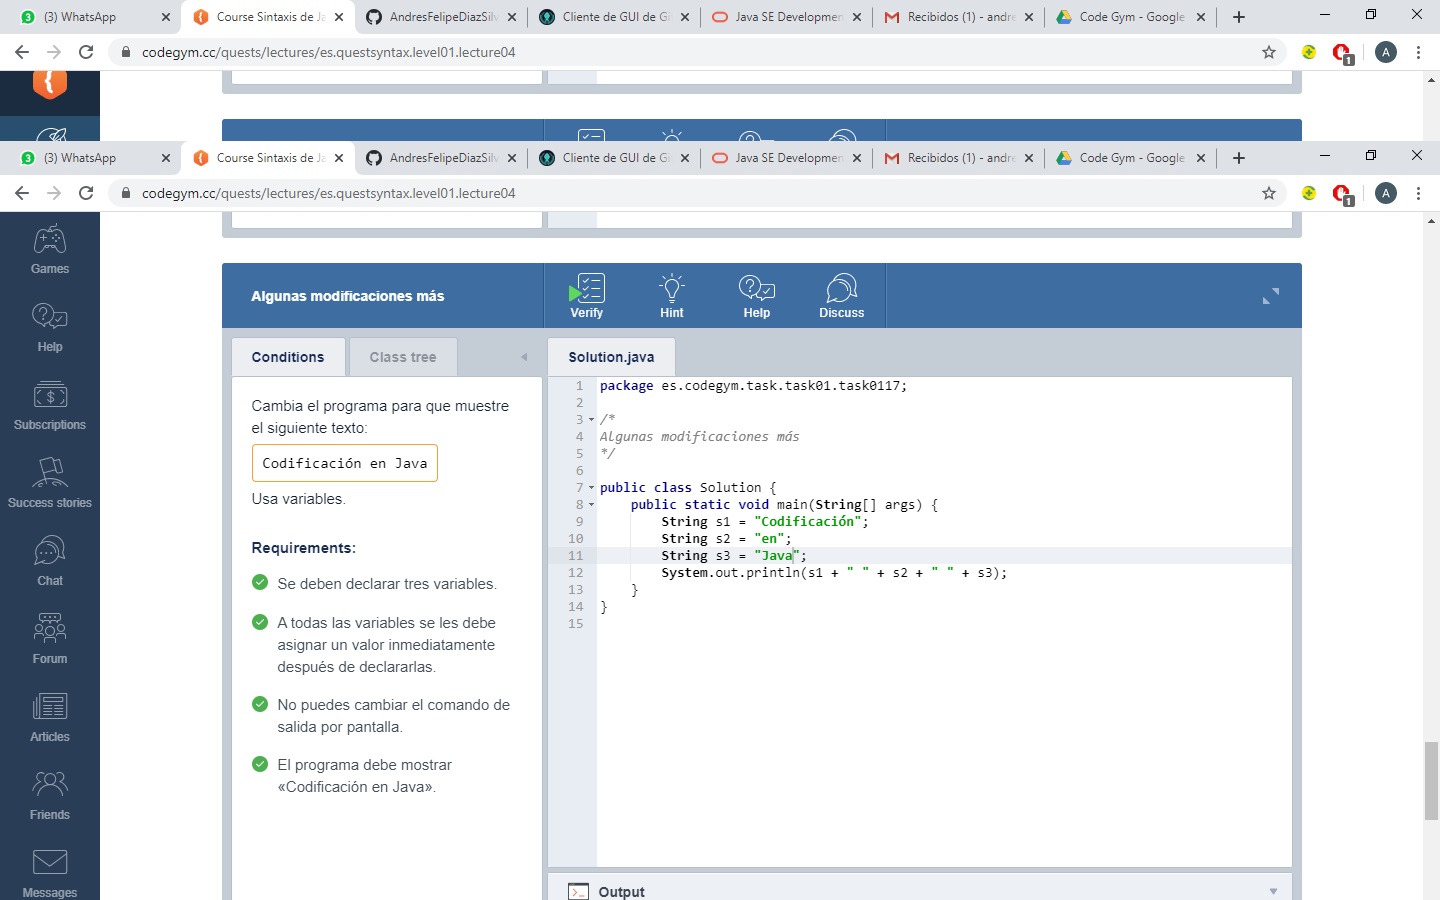 (3) WhatsApp
Course Sintaxis de Ja
AndresFelipeDiazSilv
Cliente de GUI de Gi
Java SE Developmen
Recibidos (1) - andre
Code Gym - Google
codegym.cc/quests/lectures/es.questsyntax.level01.lecture04
A
1
(3) WhatsApp
Course Sintaxis de Ja
AndresFelipeDiazSilv
Cliente de GUI de Gi
Java SE Developmen
Recibidos (1) - andre
Code Gym - Google
codegym.cc/quests/lectures/es.questsyntax.level01.lecture04
A
1
Games
Help
Subscriptions
Success stories
Chat
Forum
Articles
Friends
Messages
Algunas modificaciones más
Verify
Hint
Help
Discuss
Conditions
Class tree
Cambia el programa para que muestre
el siguiente texto:
Codificación en Java
Usa variables.
Requirements:
Se deben declarar tres variables.
A todas las variables se les debe
asignar un valor inmediatamente
después de declararlas.
No puedes cambiar el comando de
salida por pantalla.
El programa debe mostrar
«Codificación en Java».
Solution.java
1 package es.codegym.task.task01.task0117;
2
3 /*
4 Algunas modificaciones más
5 */
6
7 public class Solution {
8     public static void main(String[] args) {
9         String s1 = "Codificación";
10         String s2 = "en";
11         String s3 = "Java";
12         System.out.println(s1 + " " + s2 + " " + s3);
13     }
14 }
15
Output